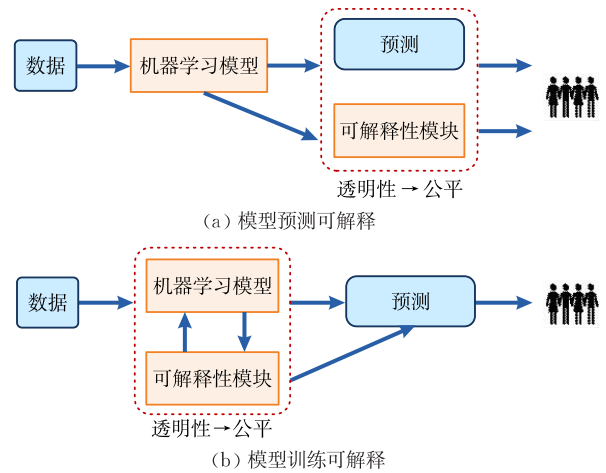 数据
机器学习模型
预测
可解释性模块
透明性→公平
（a）模型预测可解释
数据
机器学习模型
预测
可解释性模块
透明性→公平
（b）模型训练可解释